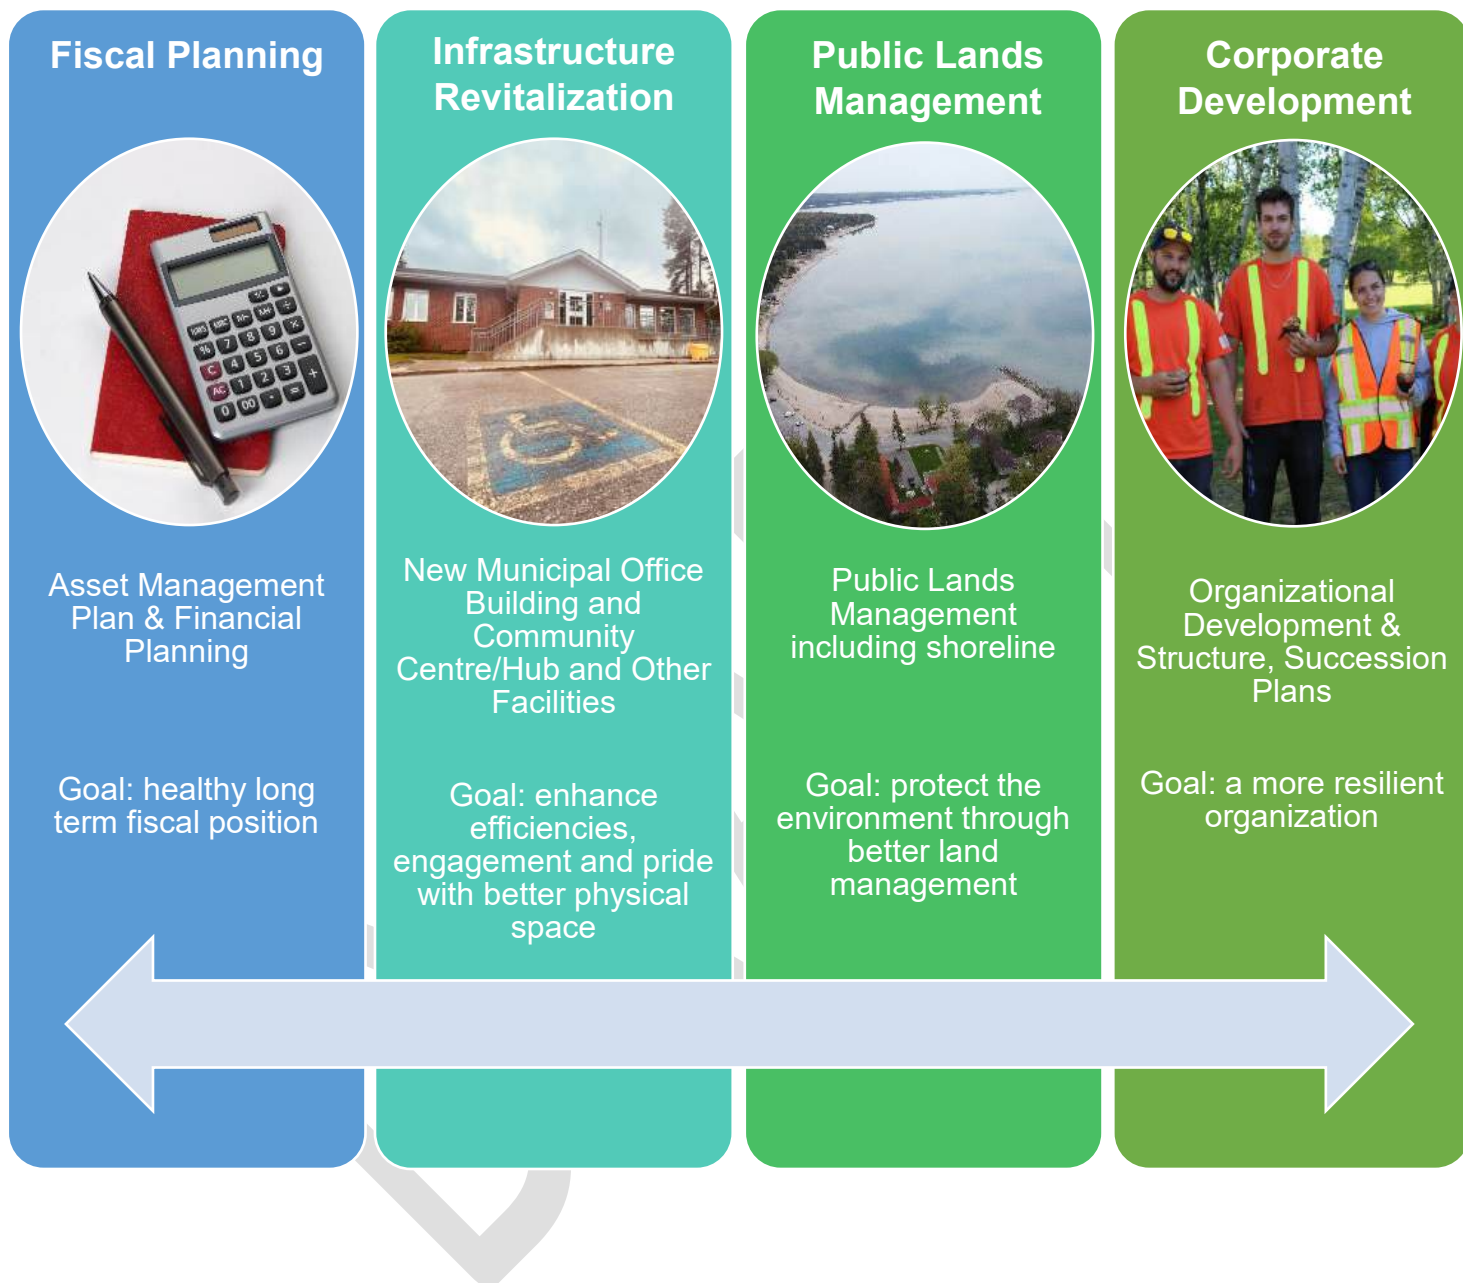 Fiscal Planning
Asset Management
Plan & Financial
Planning
Goal: healthy long
term fiscal position
Infrastructure
Revitalization
New Municipal Office
Building and
Community
Centre/Hub and Other
Facilities
Goal: enhance
efficiencies,
engagement and pride
with better physical
space
Public Lands
Management
Public Lands
Management
including shoreline
Goal: protect the
environment through
better land
management
Corporate
Development
Organizational
Development &
Structure, Succession
Plans
Goal: a more resilient
organization